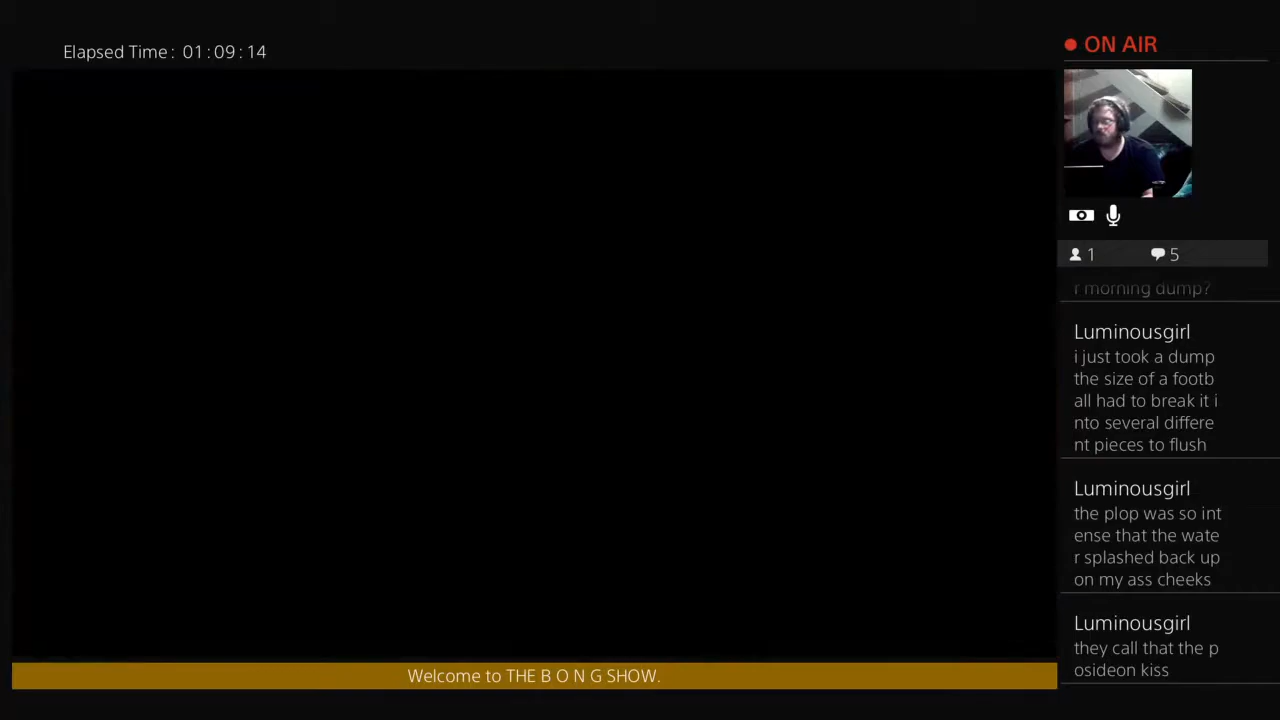 Elapsed Time: 01:09:14
ON AIR
1 5
r morning dump?
Luminousgirl
i just took a dump
the size of a footb
all had to break it i
nto several differe
nt pieces to flush
Luminousgirl
the plop was so int
ense that the wate
r splashed back up
on my ass cheeks
Luminousgirl
they call that the p
osideon kiss
Welcome to THE B O N G SHOW.